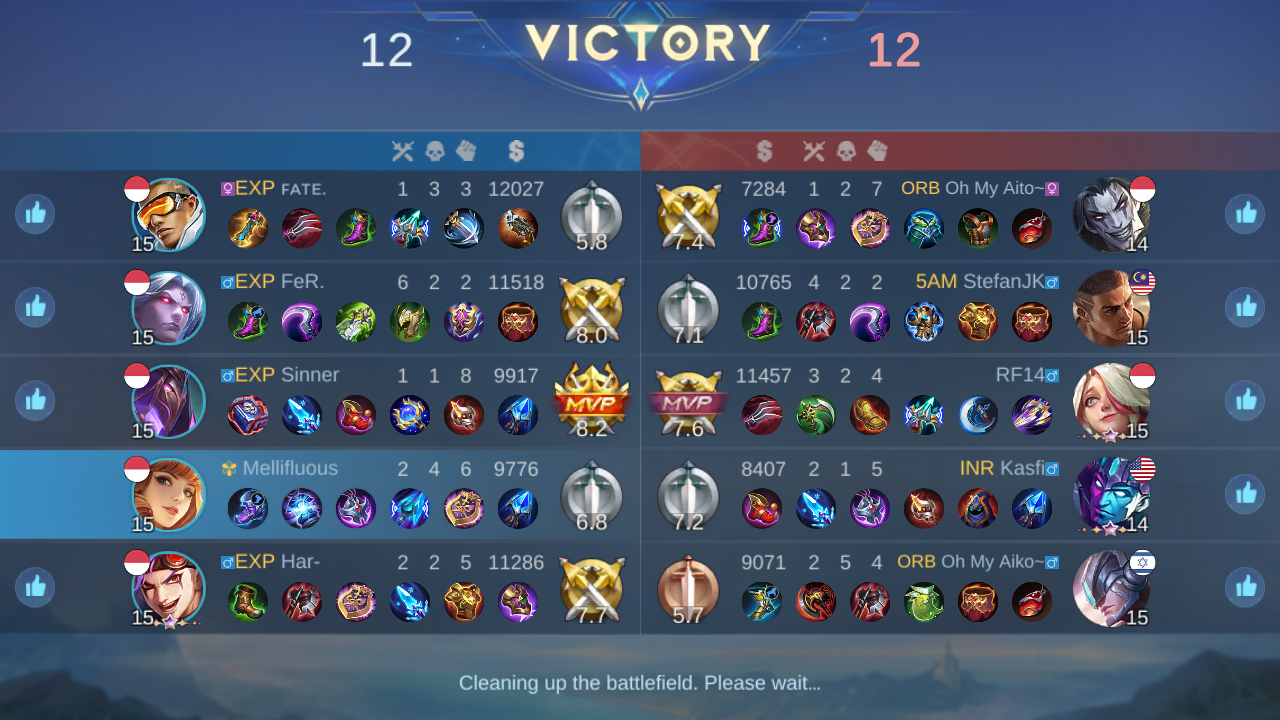 12 VICTORY 12
$ $
15 EXP FATE. 1 3 3 12027 5.8
7.4 7284 1 2 7 ORB Oh My Aito~ 14
15 EXP FeR. 6 2 2 11518 8.0
7.1 10765 4 2 2 5AM StefanJK 15
15 EXP Sinner 1 1 8 9917 MVP 8.2
MVP 7.6 11457 3 2 4 RF14 15
15 Mellifluous 2 4 6 9776 6.8
7.2 8407 2 1 5 INR Kasfi 14
15 EXP Har- 2 2 5 11286 7.7
5.7 9071 2 5 4 ORB Oh My Aiko~ 15
Cleaning up the battlefield. Please wait...